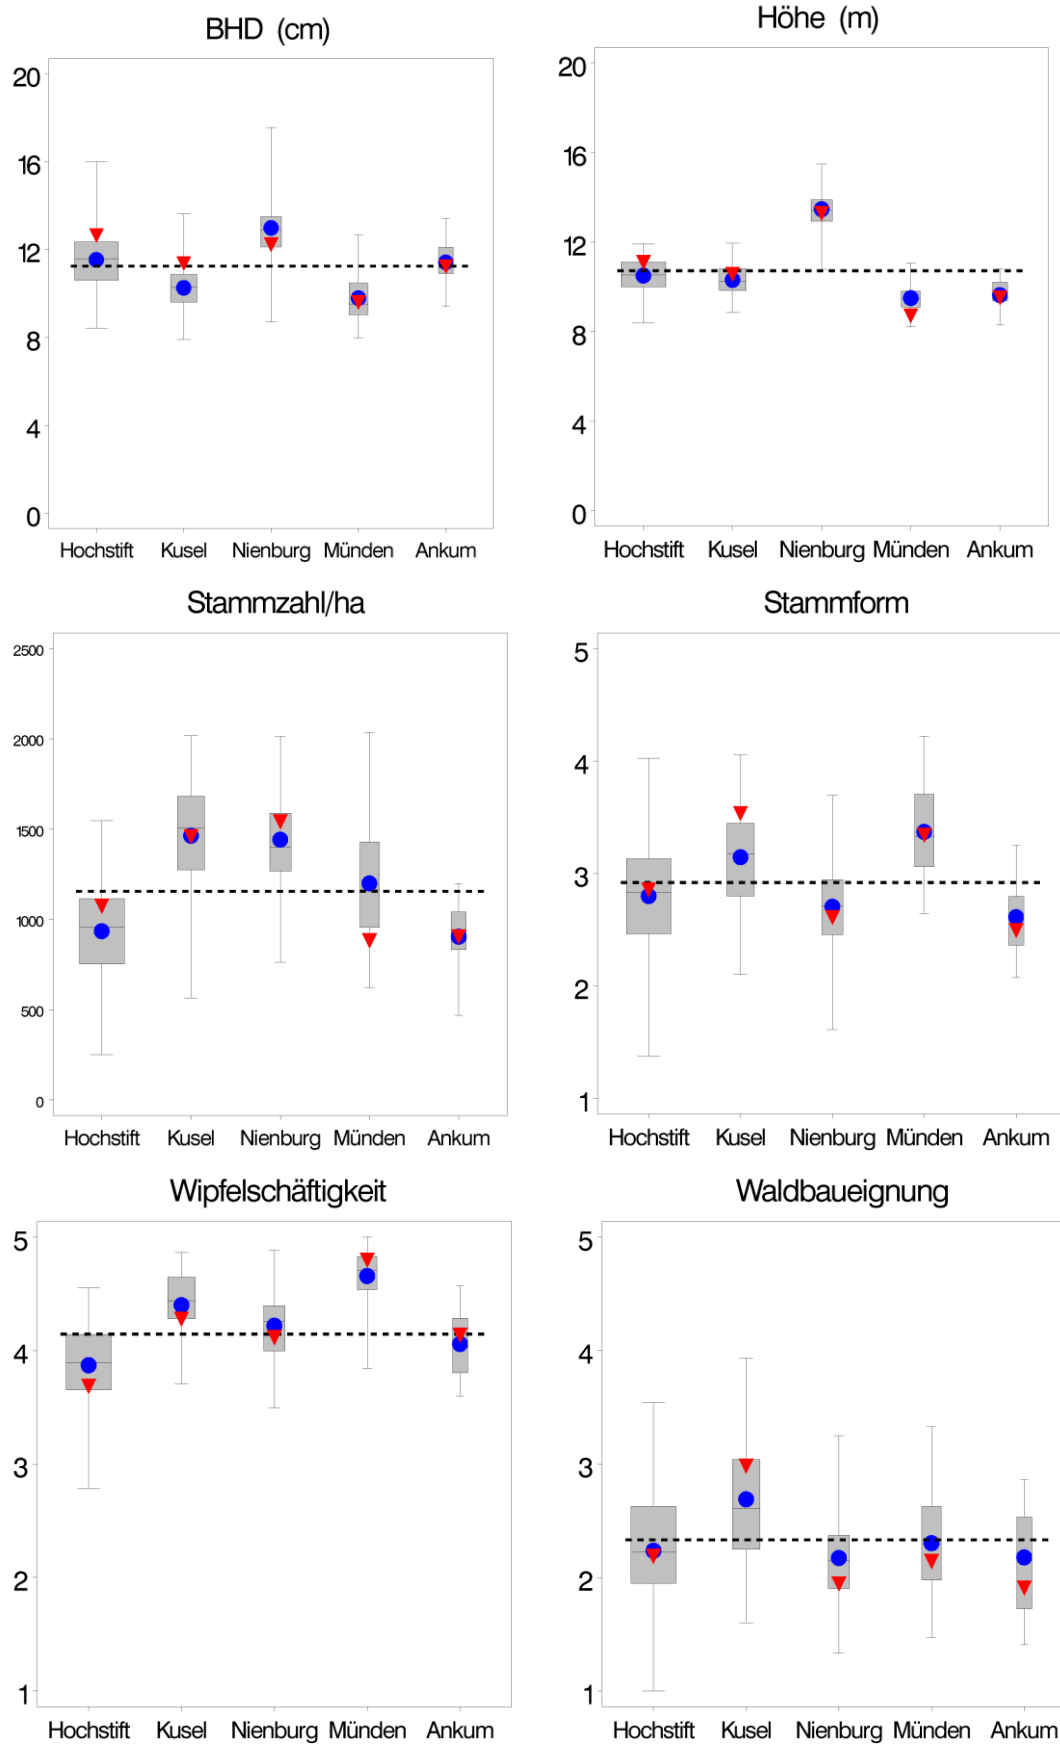 BHD (cm)
20
16
12
8
4
0
Hochstift Kusel Nienburg Münden Ankum
Höhe (m)
20
16
12
8
4
0
Hochstift Kusel Nienburg Münden Ankum
Stammzahl/ha
2500
2000
1500
1000
500
0
Hochstift Kusel Nienburg Münden Ankum
Stammform
5
4
3
2
1
Hochstift Kusel Nienburg Münden Ankum
Wipfelschäftigkeit
5
4
3
2
1
Hochstift Kusel Nienburg Münden Ankum
Waldbaueignung
5
4
3
2
1
Hochstift Kusel Nienburg Münden Ankum